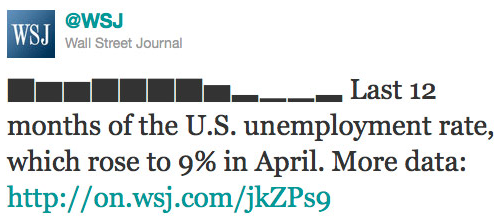 WSJ
@WSJ
Wall Street Journal
█▆▆▇▇▇▇▅▂▁▁▂ Last 12
months of the U.S. unemployment rate,
which rose to 9% in April. More data:
http://on.wsj.com/jkZPs9